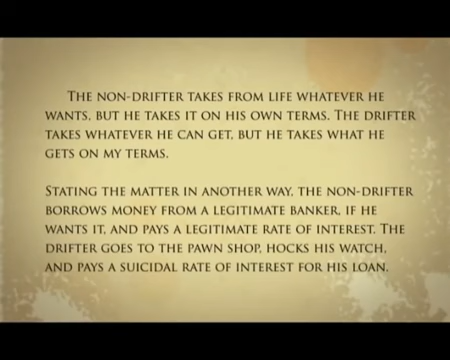 The non-drifter takes from life whatever he
wants, but he takes it on his own terms. The drifter
takes whatever he can get, but he takes what he
gets on my terms.
Stating the matter in another way, the non-drifter
borrows money from a legitimate banker, if he
wants it, and pays a legitimate rate of interest. The
drifter goes to the pawn shop, hocks his watch,
and pays a suicidal rate of interest for his loan.